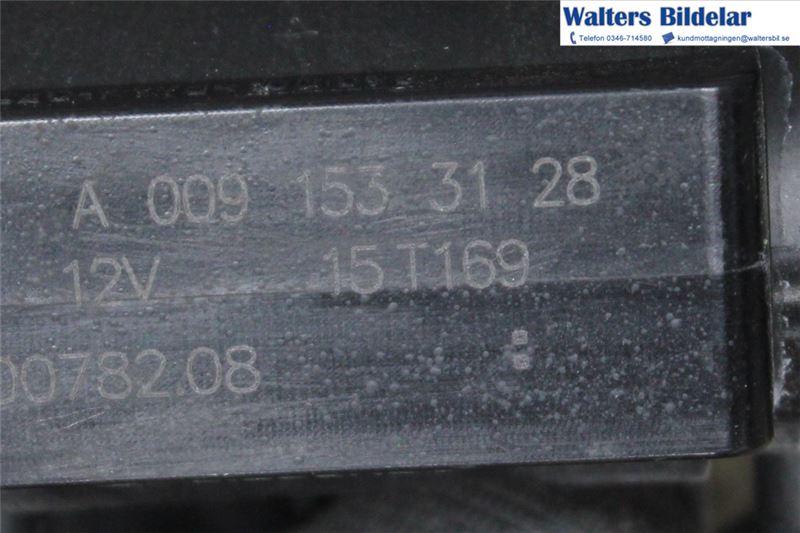 Walters Bildelar
Telefon 0346-714580 kundmottagningen@waltersbil.se
A 009 153 31 28
12V 15T169
00782.08